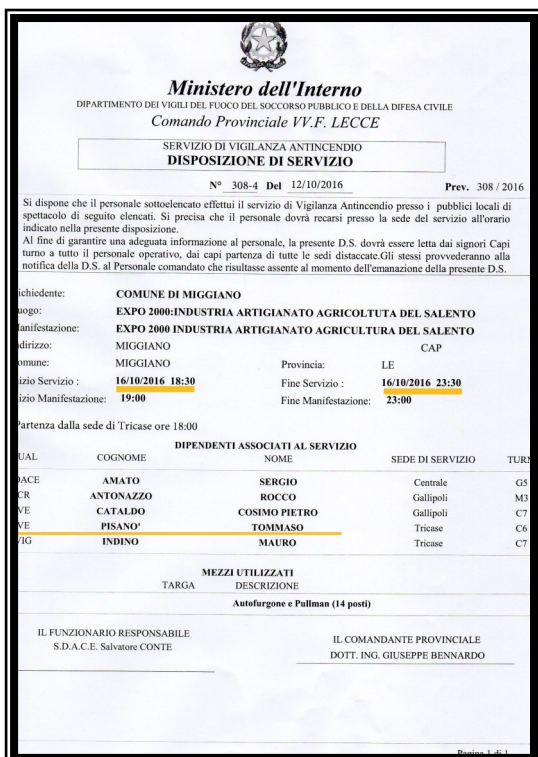 Ministero dell'Interno
DIPARTIMENTO DEI VIGILI DEL FUOCO DEL SOCCORSO PUBBLICO E DELLA DIFESA CIVILE
Comando Provinciale VV.F. LECCE
SERVIZIO DI VIGILANZA ANTINCENDIO
DISPOSIZIONE DI SERVIZIO
N° 308-4 Del 12/10/2016 Prev. 308 / 2016
Si dispone che il personale sottoelencato effettui il servizio di Vigilanza Antincendio presso i pubblici locali di
spettacolo di seguito elencati. Si precisa che il personale dovrà recarsi presso la sede del servizio all'orario
indicato nella presente disposizione.
Al fine di garantire una adeguata informazione al personale, la presente D.S. dovrà essere letta dai signori Capi
turno a tutto il personale operativo, dai capi partenza di tutte le sedi distaccate.Gli stessi provvederanno alla
notifica della D.S. al Personale comandato che risultasse assente al momento dell'emanazione della presente D.S.
ichiedente: COMUNE DI MIGGIANO
uogo: EXPO 2000:INDUSTRIA ARTIGIANATO AGRICOLTUTA DEL SALENTO
anifestazione: EXPO 2000 INDUSTRIA ARTIGIANATO AGRICULTURA DEL SALENTO
dirizzo: MIGGIANO CAP
omune: MIGGIANO Provincia: LE
izio Servizio : 16/10/2016 18:30 Fine Servizio : 16/10/2016 23:30
izio Manifestazione: 19:00 Fine Manifestazione: 23:00
Partenza dalla sede di Tricase ore 18:00
DIPENDENTI ASSOCIATI AL SERVIZIO
UAL COGNOME NOME SEDE DI SERVIZIO TURN
DACE AMATO SERGIO Centrale G5
CR ANTONAZZO ROCCO Gallipoli M3
VE CATALDO COSIMO PIETRO Gallipoli C7
VE PISANO' TOMMASO Tricase C6
VIG INDINO MAURO Tricase C7
MEZZI UTILIZZATI
TARGA DESCRIZIONE
Autofurgone e Pullman (14 posti)
IL FUNZIONARIO RESPONSABILE
S.D.A.C.E. Salvatore CONTE
IL COMANDANTE PROVINCIALE
DOTT. ING. GIUSEPPE BENNARDO
Pagina 1 di 1